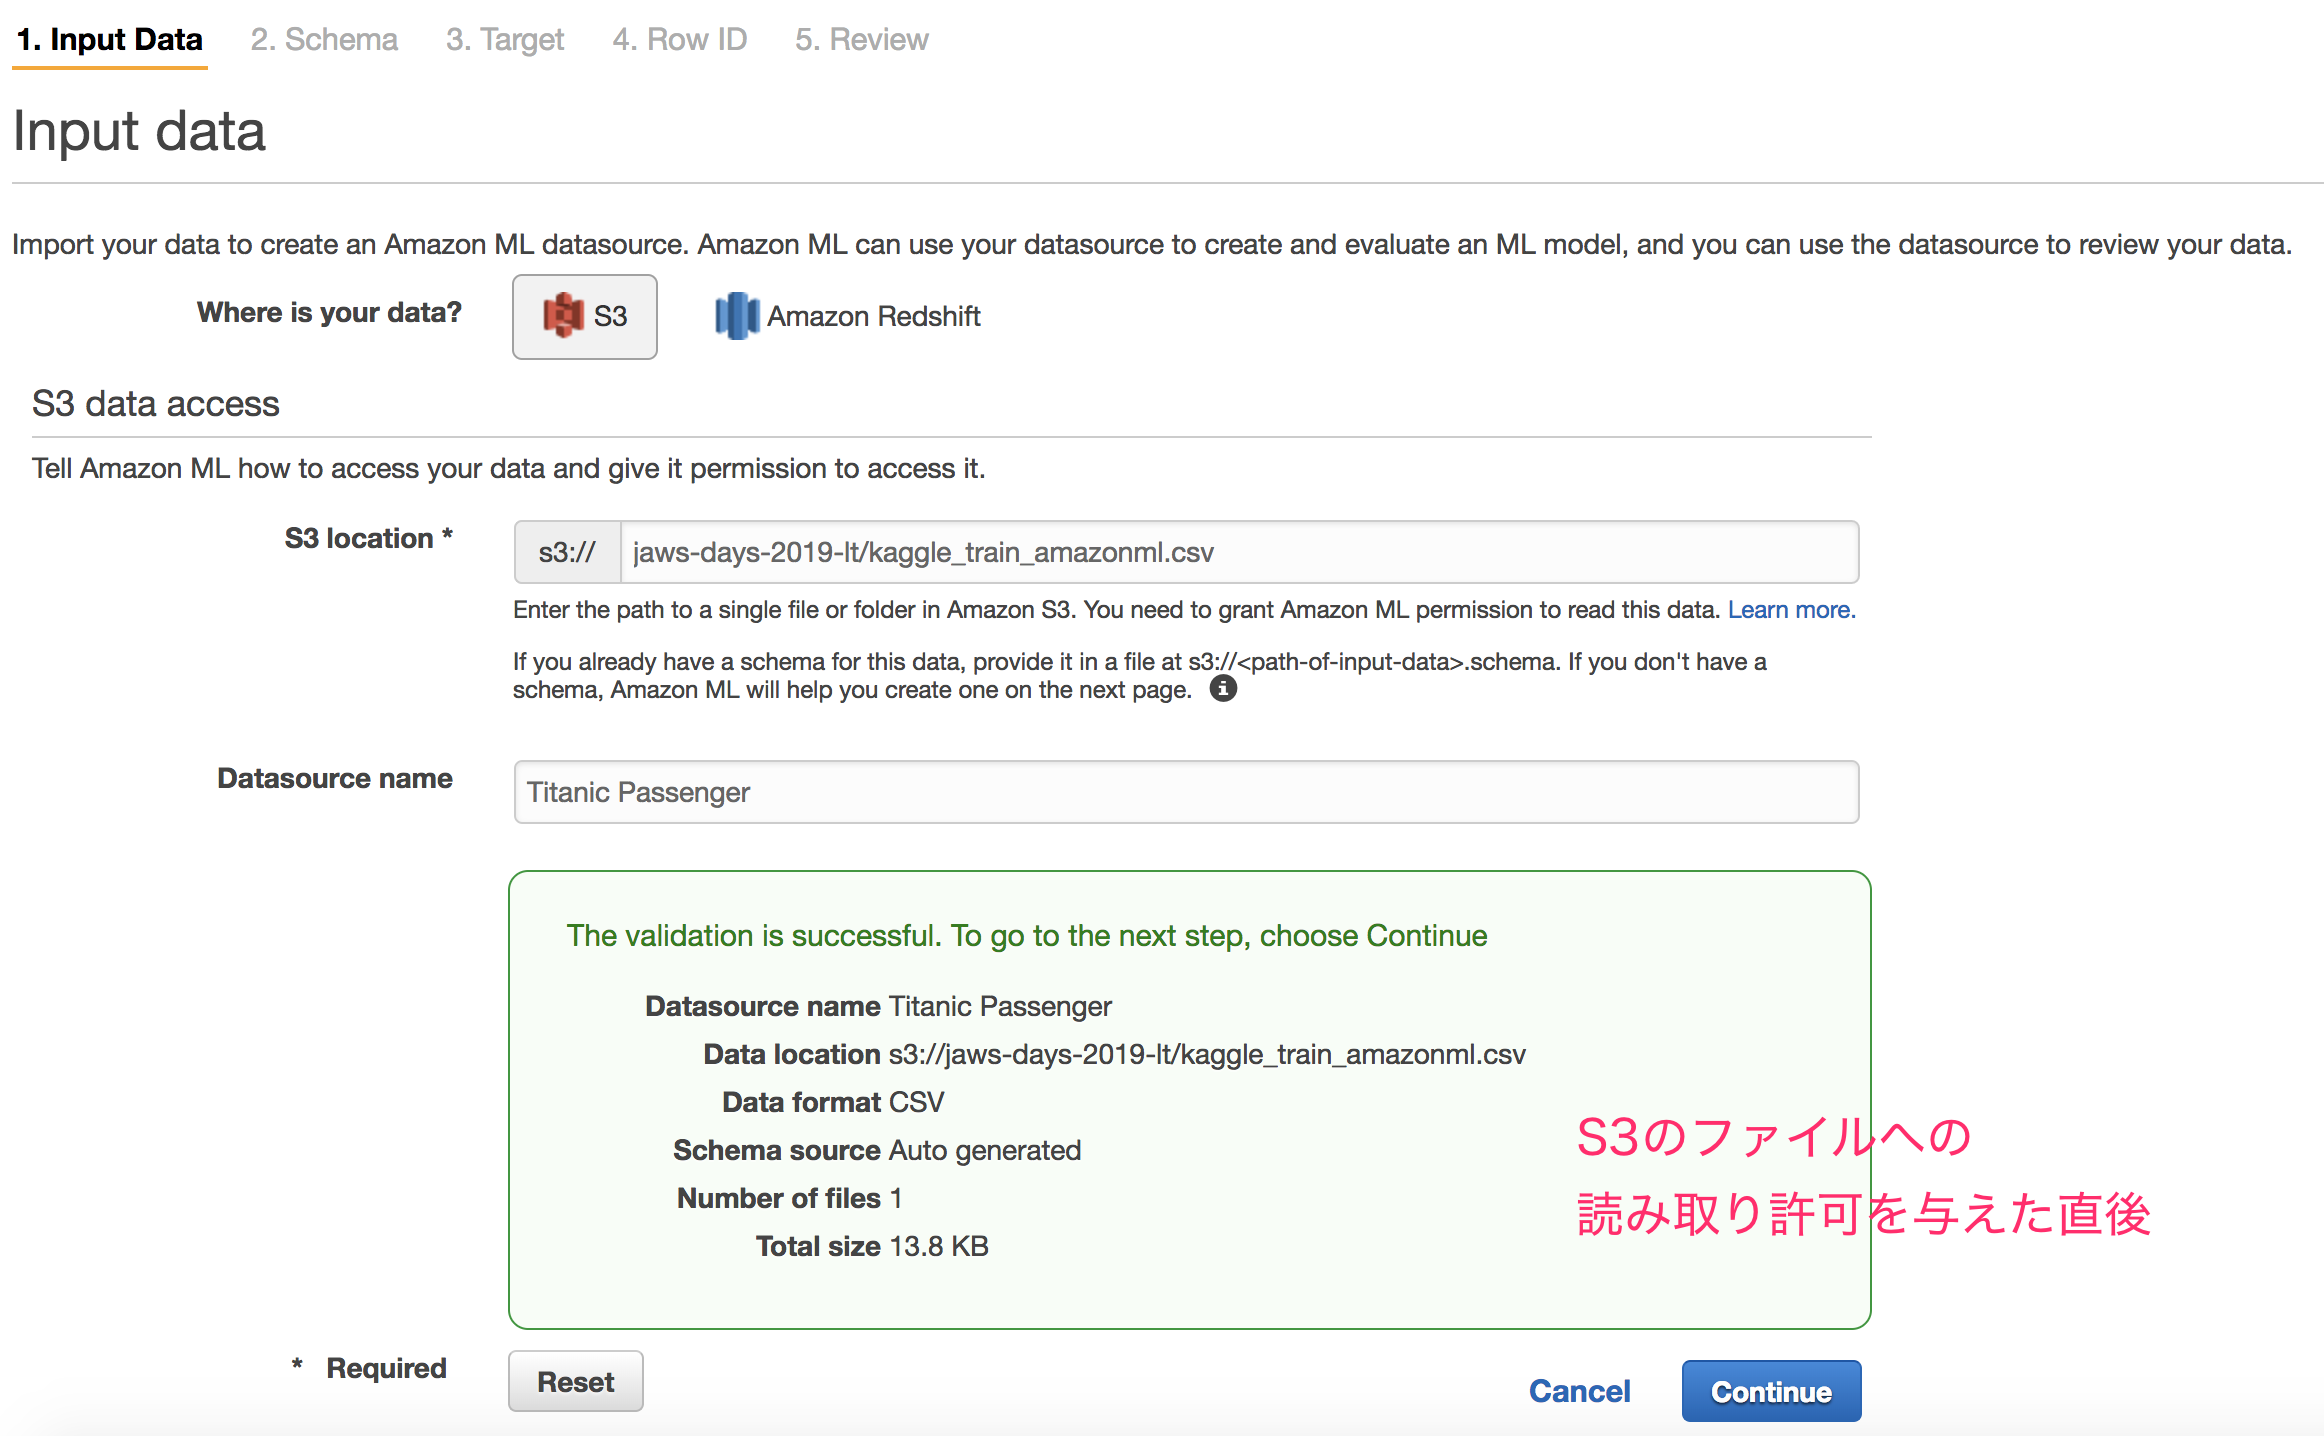 1. Input Data 2. Schema 3. Target 4. Row ID 5. Review
Input data
Import your data to create an Amazon ML datasource. Amazon ML can use your datasource to create and evaluate an ML model, and you can use the datasource to review your data.
Where is your data? S3 Amazon Redshift
S3 data access
Tell Amazon ML how to access your data and give it permission to access it.
S3 location * s3:// jaws-days-2019-lt/kaggle_train_amazonml.csv
Enter the path to a single file or folder in Amazon S3. You need to grant Amazon ML permission to read this data. Learn more.
If you already have a schema for this data, provide it in a file at s3://<path-of-input-data>.schema. If you don't have a
schema, Amazon ML will help you create one on the next page.
Datasource name Titanic Passenger
The validation is successful. To go to the next step, choose Continue
Datasource name Titanic Passenger
Data location s3://jaws-days-2019-lt/kaggle_train_amazonml.csv
Data format CSV
Schema source Auto generated
Number of files 1
Total size 13.8 KB
S3のファイルへの
読み取り許可を与えた直後
* Required Reset Cancel Continue